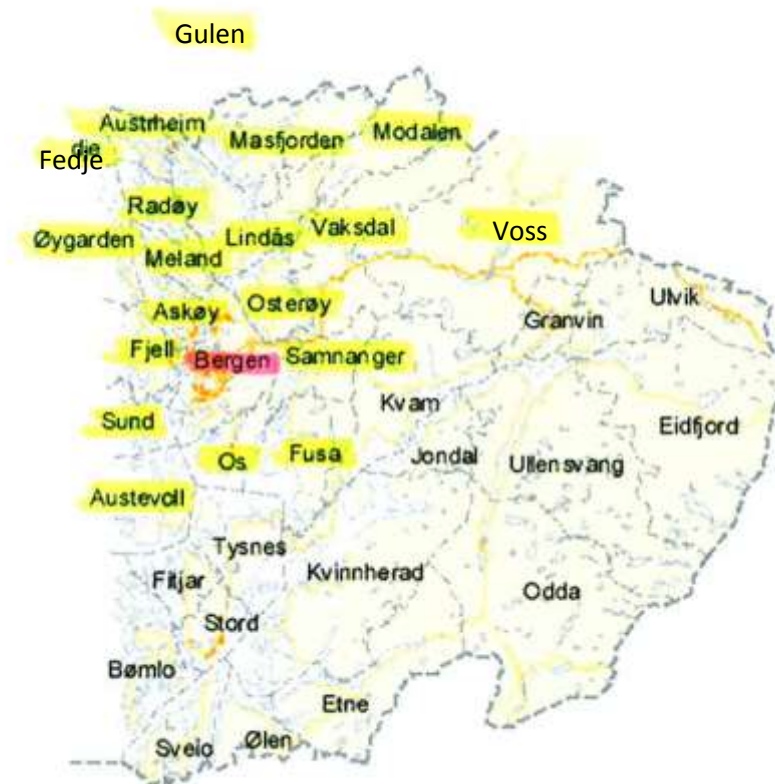 Gulen
Austrheim
Masfjorden
Modalen
Fedje
Radøy
Øygarden
Meland
Lindås
Vaksdal
Voss
Askøy
Osterøy
Ulvik
Granvin
Fjell
Bergen
Samnanger
Kvam
Sund
Eidfjord
Os
Fusa
Jondal
Ullensvang
Austevoll
Tysnes
Fitjar
Kvinnherad
Odda
Stord
Bømlo
Etne
Sveio
Ølen